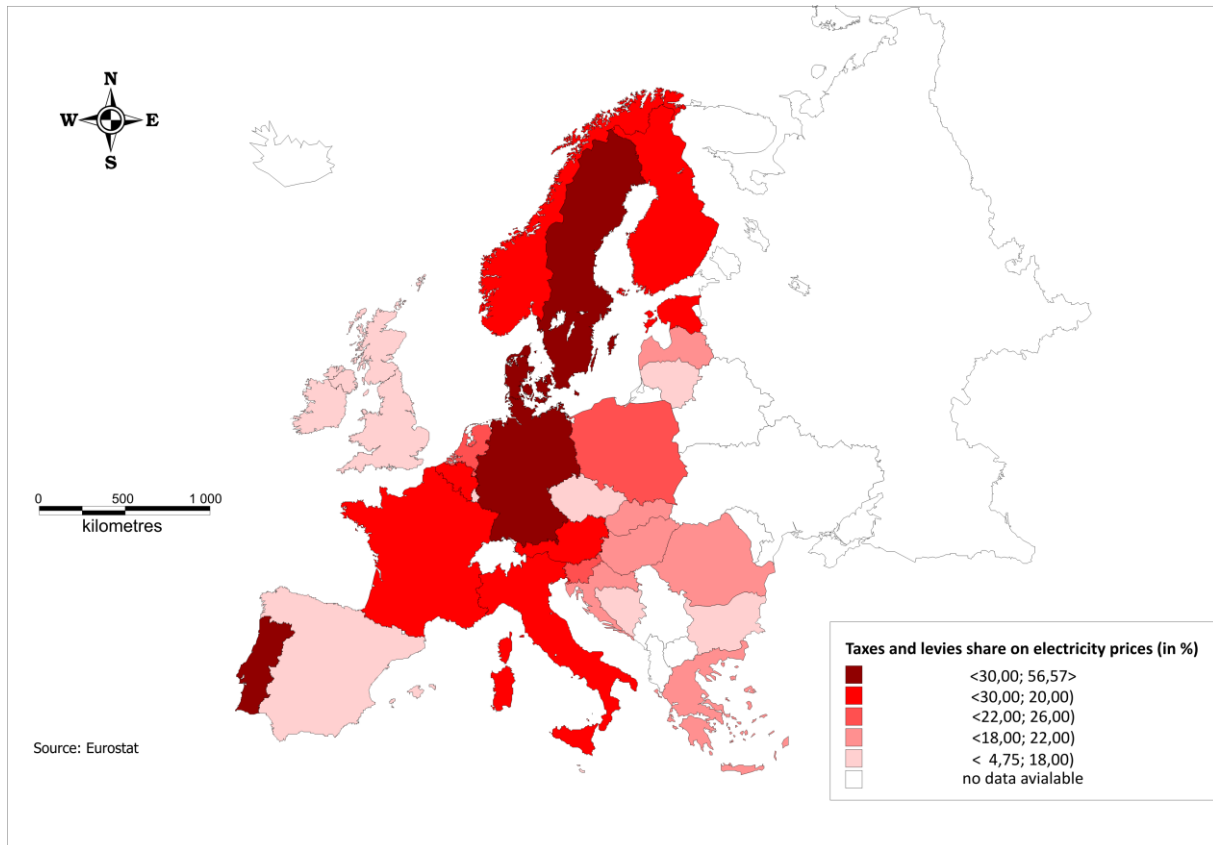 N
W E
S
0 500 1 000
kilometres
Source: Eurostat
Taxes and levies share on electricity prices (in %)
<30,00; 56,57>
<30,00; 20,00)
<22,00; 26,00)
<18,00; 22,00)
< 4,75; 18,00)
no data avialable